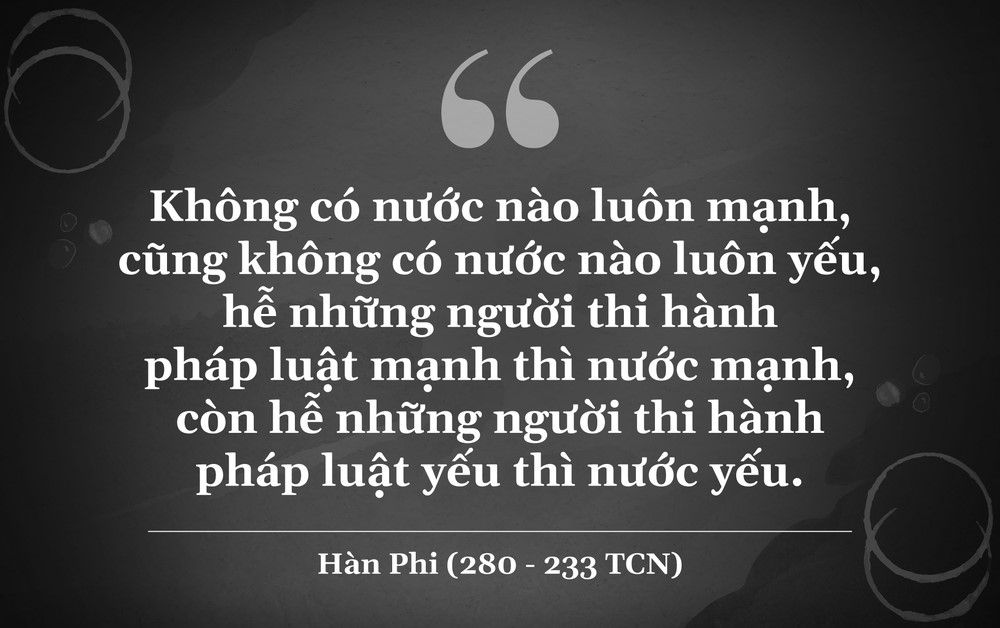 Không có nước nào luôn mạnh,
cũng không có nước nào luôn yếu,
hễ những người thi hành
pháp luật mạnh thì nước mạnh,
còn hễ những người thi hành
pháp luật yếu thì nước yếu.
Hàn Phi (280 - 233 TCN)